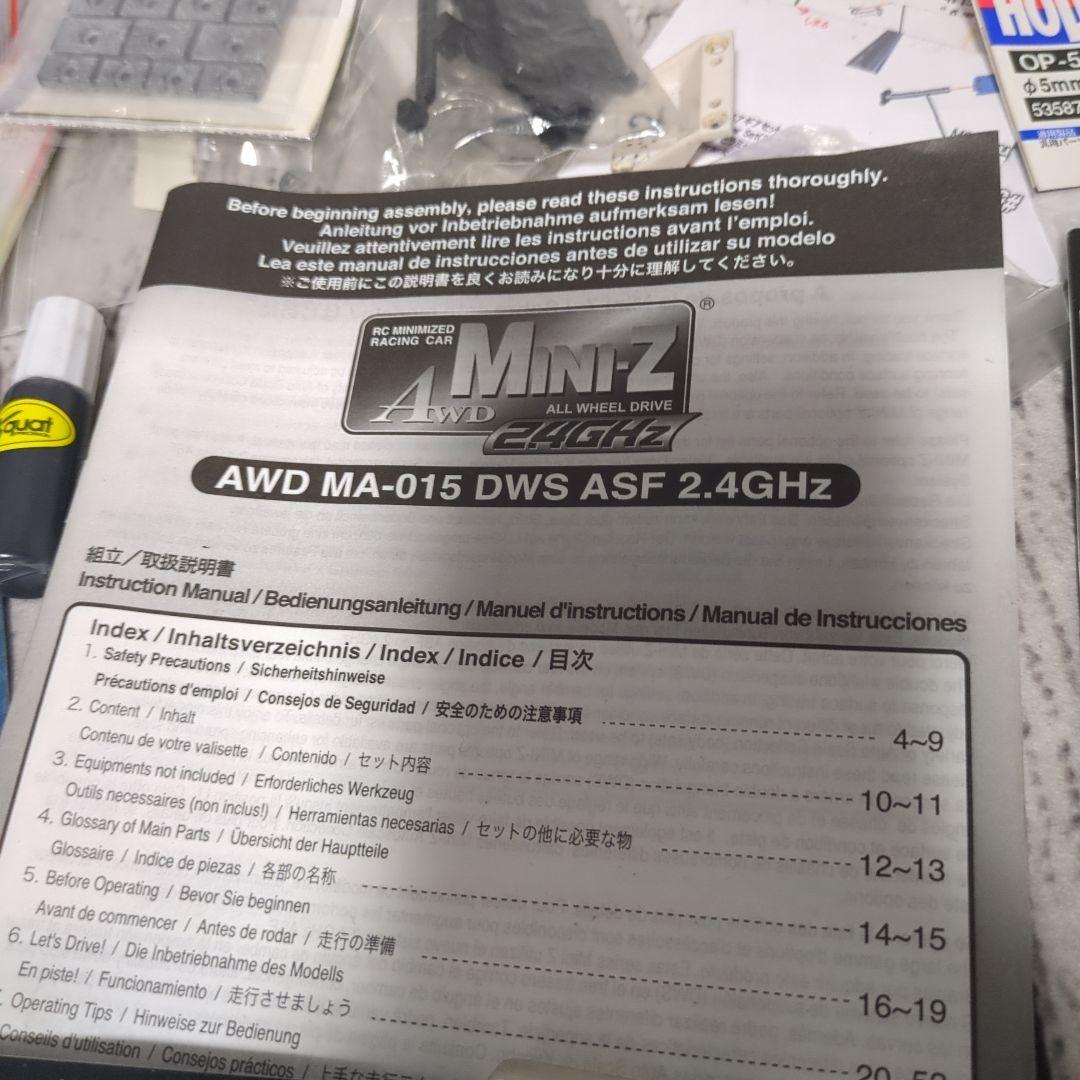 HO
OP-5
φ5mm
53587
Before beginning assembly, please read these instructions thoroughly.
Anleitung vor Inbetriebnahme aufmerksam lesen!
Veuillez attentivement lire les instructions avant l'emploi.
Lea este manual de instrucciones antes de utilizar su modelo
※ご使用前にこの説明書を良くお読みになり十分に理解してください。
RC MINIMIZED
RACING CAR
MINI-Z
®
AWD
ALL WHEEL DRIVE
2.4GHz
AWD MA-015 DWS ASF 2.4GHz
quat
組立/取扱説明書
Instruction Manual / Bedienungsanleitung / Manuel d'instructions / Manual de Instrucciones
Index / Inhaltsverzeichnis / Index / Indice / 目次
1. Safety Precautions / Sicherheitshinweise
Précautions d'emploi / Consejos de Seguridad / 安全のための注意事項 4~9
2. Content / Inhalt
Contenu de votre valisette / Contenido / セット内容 10~11
3. Equipments not included / Erforderliches Werkzeug
Outils necessaires (non inclus!) / Herramientas necesarias / セットの他に必要な物 12~13
4. Glossary of Main Parts / Übersicht der Hauptteile
Glossaire / Indice de piezas / 各部の名称 14~15
5. Before Operating / Bevor Sie beginnen
Avant de commencer / Antes de rodar / 走行の準備 16~19
6. Let's Drive! / Die Inbetriebnahme des Modells
En piste! / Funcionamiento / 走行させましょう
Operating Tips / Hinweise zur Bedienung
Conseils d'utilisation / Consejos prácticos /